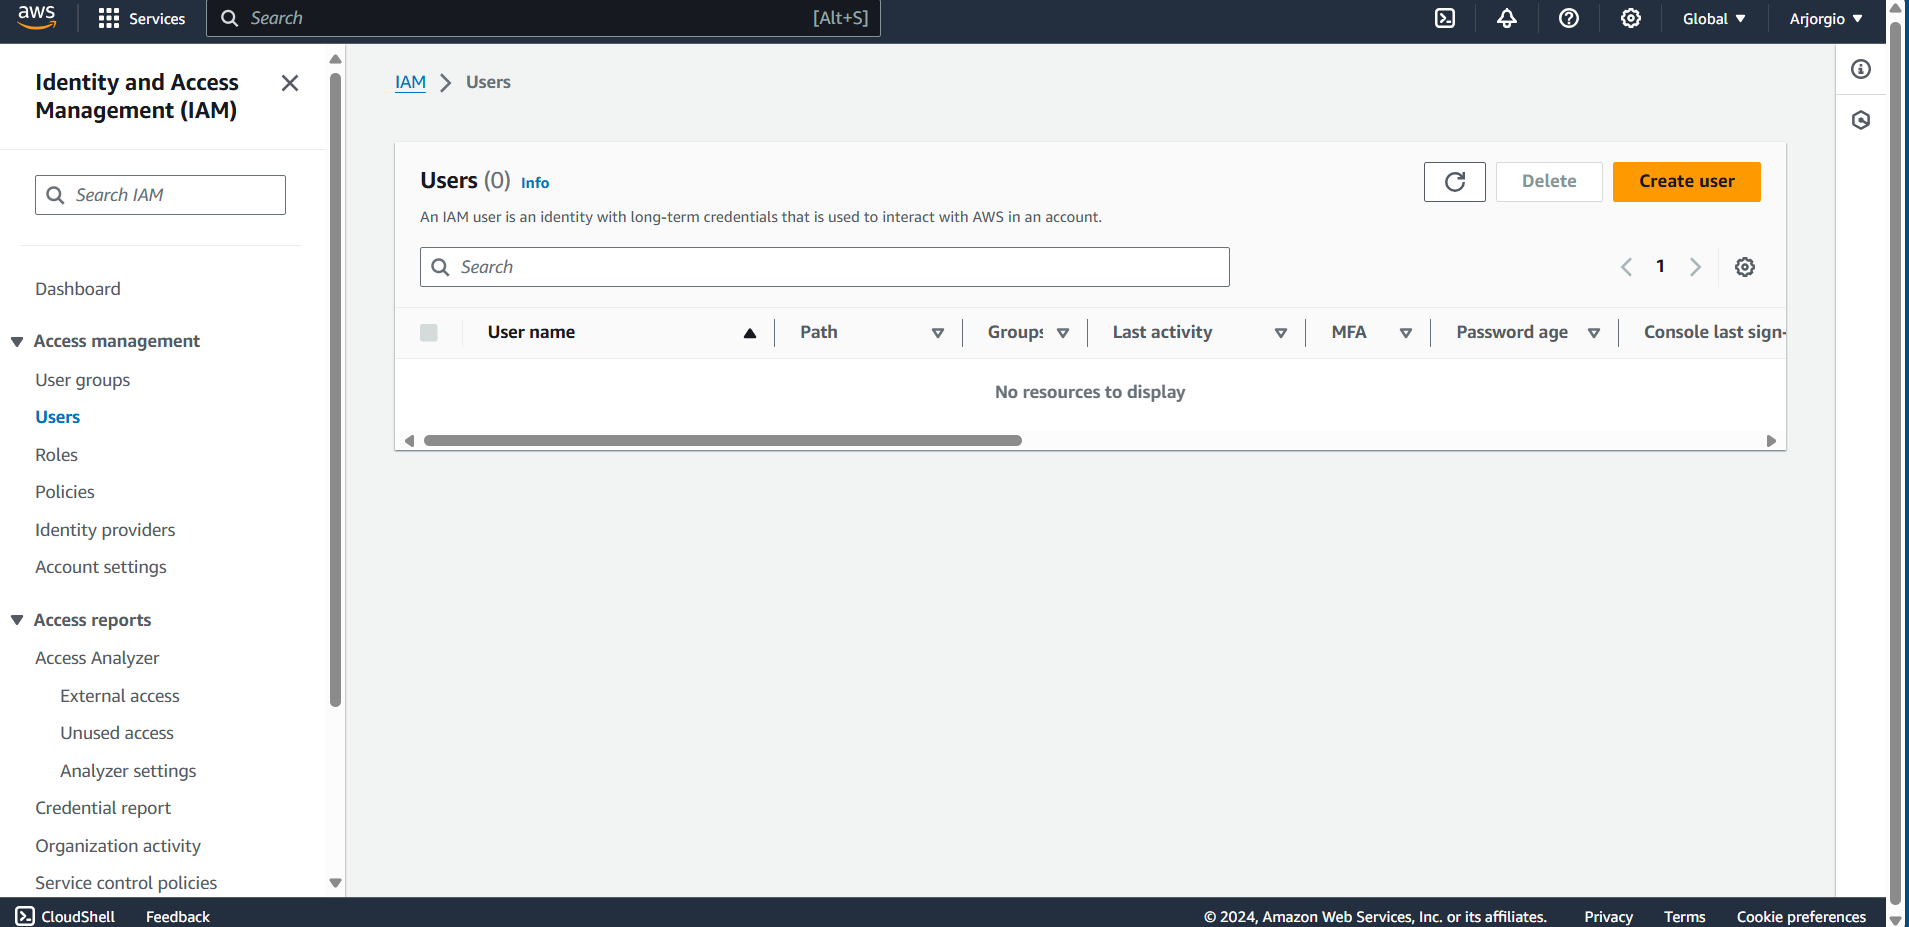 aws
Services
Search
[Alt+S]
Global
Arjorgio
Identity and Access
Management (IAM)
Search IAM
Dashboard
Access management
User groups
Users
Roles
Policies
Identity providers
Account settings
Access reports
Access Analyzer
External access
Unused access
Analyzer settings
Credential report
Organization activity
Service control policies
IAM
Users
Users (0) Info
Delete
Create user
An IAM user is an identity with long-term credentials that is used to interact with AWS in an account.
Search
1
User name
Path
Groups
Last activity
MFA
Password age
Console last sign-
No resources to display
CloudShell
Feedback
© 2024, Amazon Web Services, Inc. or its affiliates.
Privacy
Terms
Cookie preferences